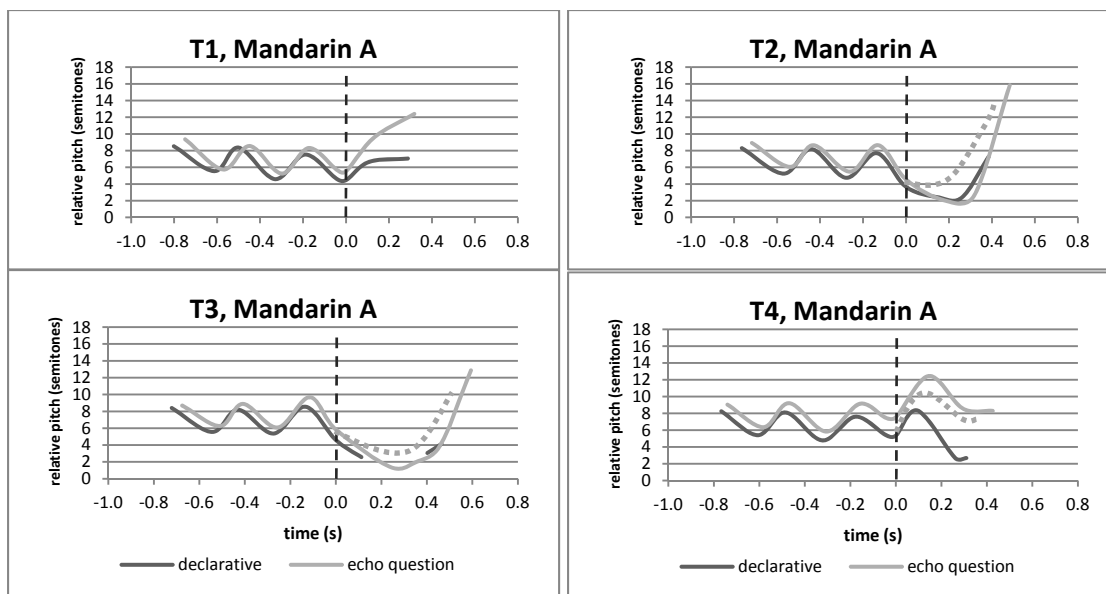 T1, Mandarin A
relative pitch (semitones)
18
16
14
12
10
8
6
4
2
0
-1.0 -0.8 -0.6 -0.4 -0.2 0.0 0.2 0.4 0.6 0.8
T2, Mandarin A
relative pitch (semitones)
18
16
14
12
10
8
6
4
2
0
-1.0 -0.8 -0.6 -0.4 -0.2 0.0 0.2 0.4 0.6 0.8
T3, Mandarin A
relative pitch (semitones)
18
16
14
12
10
8
6
4
2
0
-1.0 -0.8 -0.6 -0.4 -0.2 0.0 0.2 0.4 0.6 0.8
time (s)
declarative echo question
T4, Mandarin A
relative pitch (semitones)
18
16
14
12
10
8
6
4
2
0
-1.0 -0.8 -0.6 -0.4 -0.2 0.0 0.2 0.4 0.6 0.8
time (s)
declarative echo question